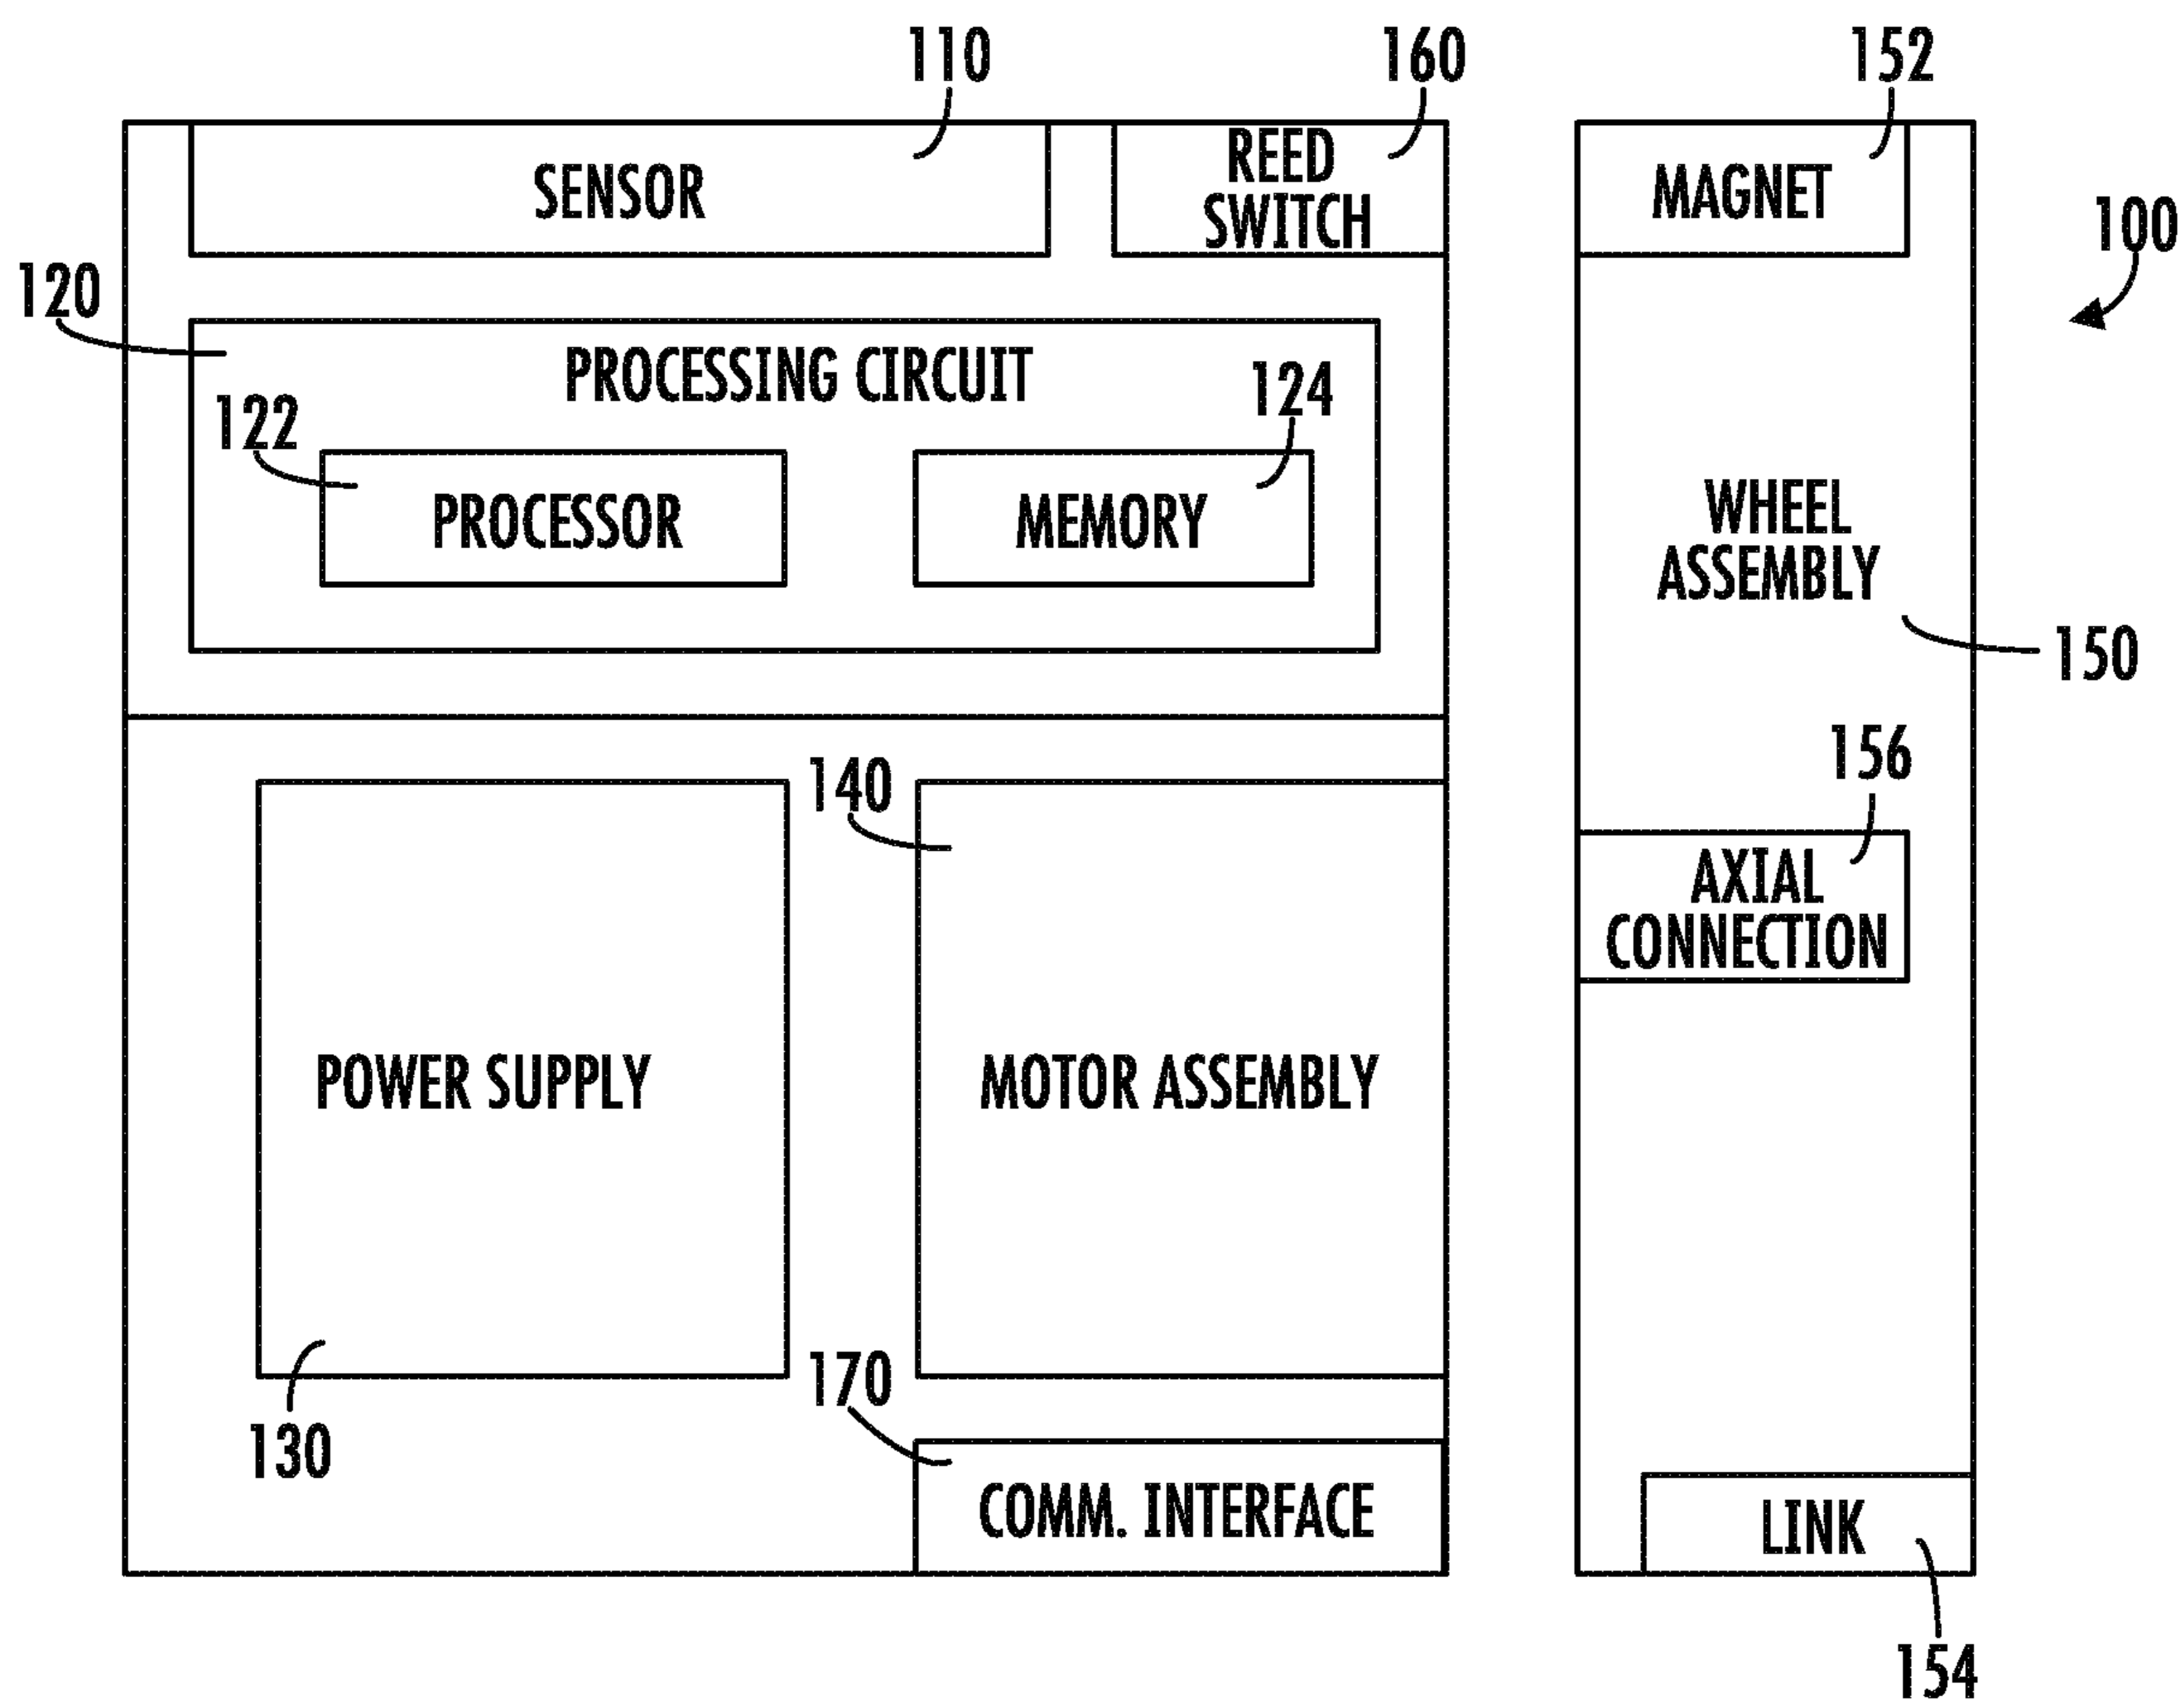 110
160
152
SENSOR
REED
SWITCH
MAGNET
100
120
PROCESSING CIRCUIT
122
124
PROCESSOR
MEMORY
WHEEL
ASSEMBLY
150
140
156
AXIAL
CONNECTION
POWER SUPPLY
MOTOR ASSEMBLY
130
170
COMM. INTERFACE
LINK
154